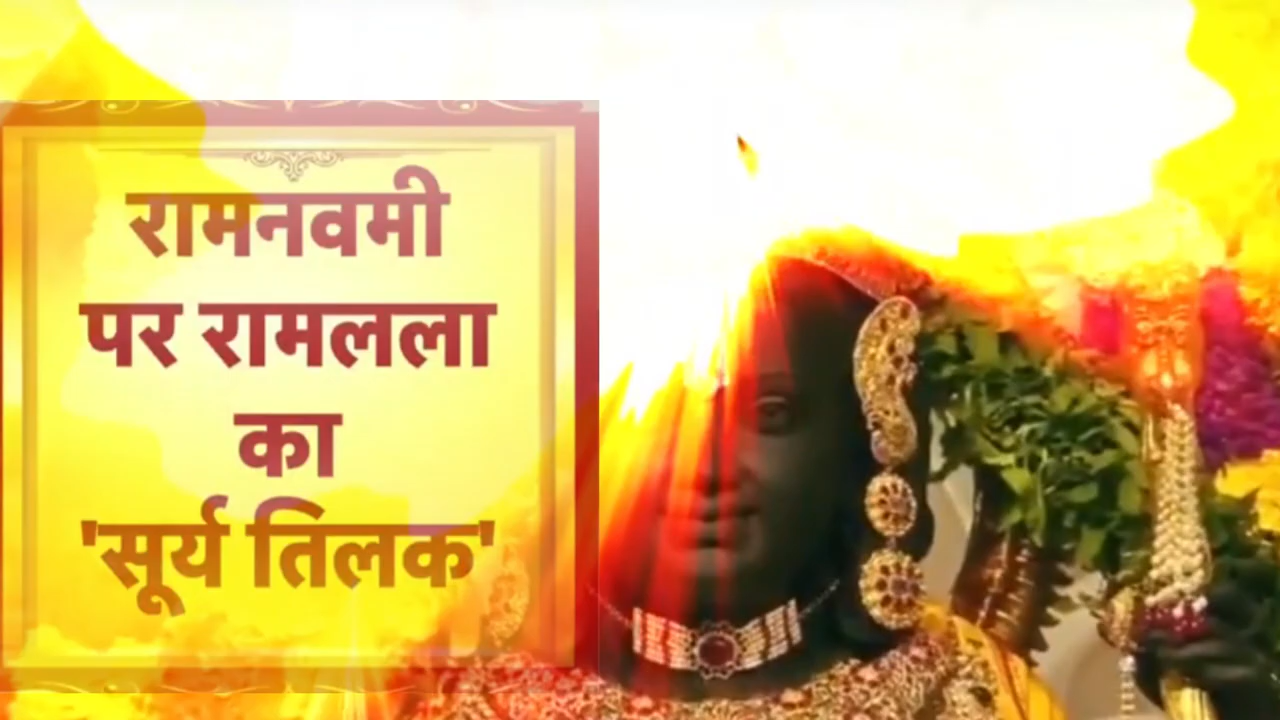 रामनवमी
पर रामलला
का
'सूर्य तिलक'